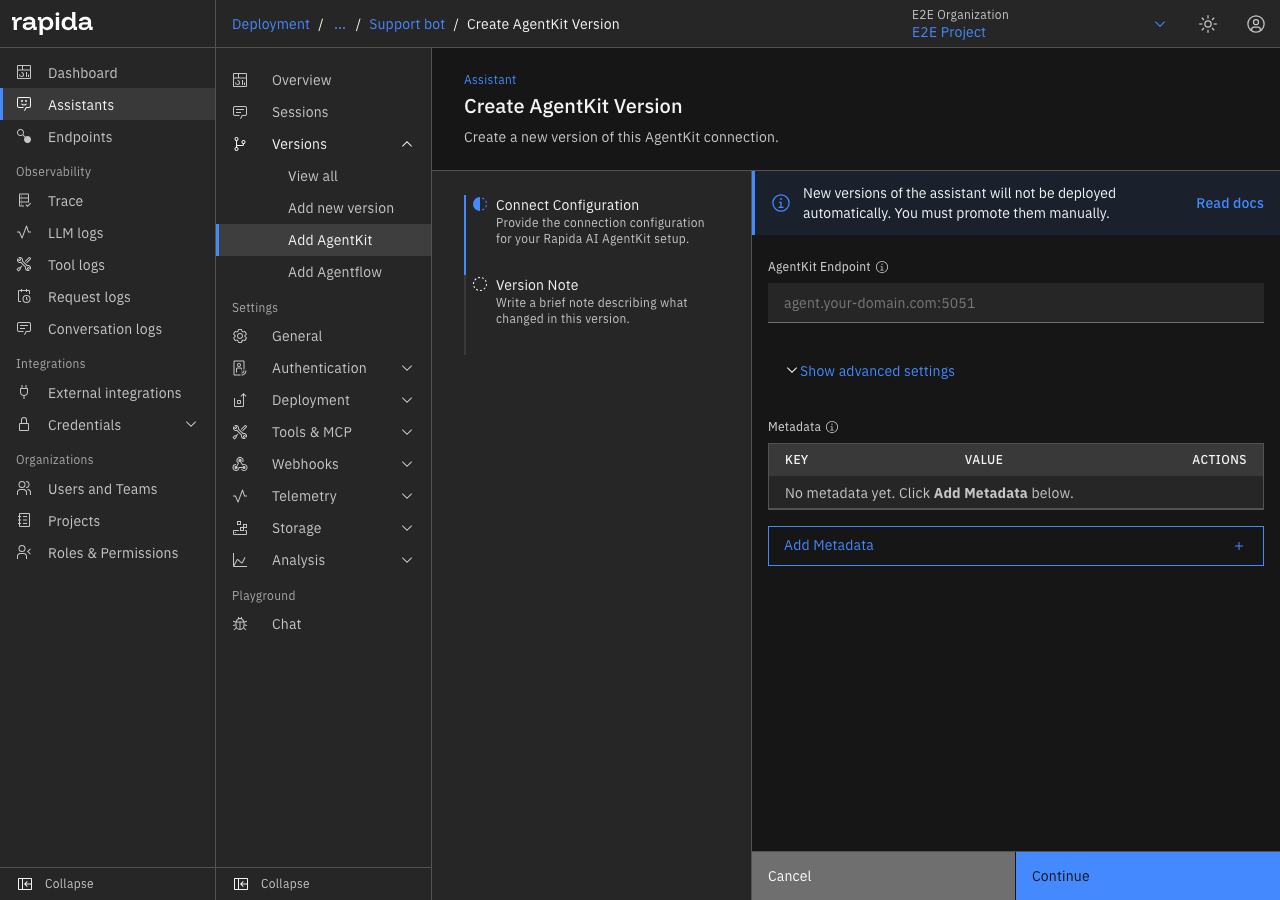 rapida
Deployment / ... / Support bot / Create AgentKit Version
E2E Organization
E2E Project
Dashboard
Assistants
Endpoints
Observability
Trace
LLM logs
Tool logs
Request logs
Conversation logs
Integrations
External integrations
Credentials
Organizations
Users and Teams
Projects
Roles & Permissions
Collapse
Overview
Sessions
Versions
View all
Add new version
Add AgentKit
Add Agentflow
Settings
General
Authentication
Deployment
Tools & MCP
Webhooks
Telemetry
Storage
Analysis
Playground
Chat
Collapse
Assistant
Create AgentKit Version
Create a new version of this AgentKit connection.
Connect Configuration
Provide the connection configuration
for your Rapida AI AgentKit setup.
Version Note
Write a brief note describing what
changed in this version.
New versions of the assistant will not be deployed
automatically. You must promote them manually.
Read docs
AgentKit Endpoint
agent.your-domain.com:5051
Show advanced settings
Metadata
KEY VALUE ACTIONS
No metadata yet. Click Add Metadata below.
Add Metadata +
Cancel
Continue